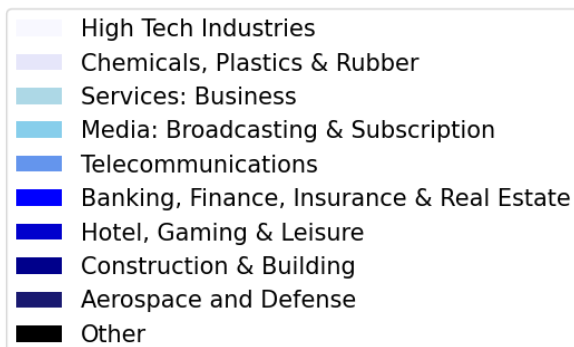 High Tech Industries
Chemicals, Plastics & Rubber
Services: Business
Media: Broadcasting & Subscription
Telecommunications
Banking, Finance, Insurance & Real Estate
Hotel, Gaming & Leisure
Construction & Building
Aerospace and Defense
Other